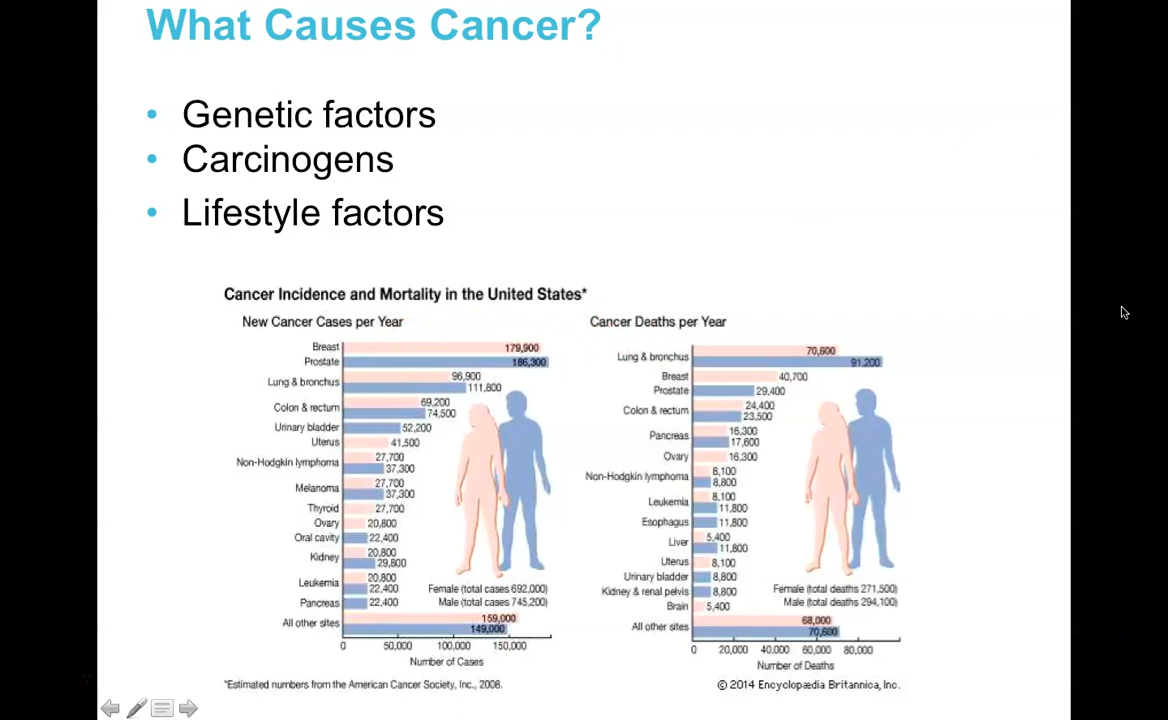 What Causes Cancer?
• Genetic factors
• Carcinogens
• Lifestyle factors
Cancer Incidence and Mortality in the United States*
New Cancer Cases per Year
Breast 179,900
Prostate 186,300
Lung & bronchus 96,900
111,800
Colon & rectum 69,200
74,500
Urinary bladder 52,200
Uterus 41,500
Non-Hodgkin lymphoma 27,700
37,300
Melanoma 27,700
37,300
Thyroid 27,700
Ovary 20,800
Oral cavity 22,400
Kidney 20,800
29,800
Leukemia 20,800
22,400
Pancreas 22,400
All other sites 159,000
149,000
Female (total cases 692,000)
Male (total cases 745,200)
0 50,000 100,000 150,000
Number of Cases
Cancer Deaths per Year
Lung & bronchus 70,600
91,200
Breast 40,700
Prostate 29,400
Colon & rectum 24,400
23,500
Pancreas 16,300
17,600
Ovary 16,300
Non-Hodgkin lymphoma 8,100
8,800
Leukemia 8,100
11,800
Esophagus 11,800
Liver 5,400
11,800
Uterus 8,100
Urinary bladder 8,800
Kidney & renal pelvis 8,800
Brain 5,400
All other sites 68,000
70,600
Female (total deaths 271,500)
Male (total deaths 294,100)
0 20,000 40,000 60,000 80,000
Number of Deaths
*Estimated numbers from the American Cancer Society, Inc., 2008.
© 2014 Encyclopædia Britannica, Inc.